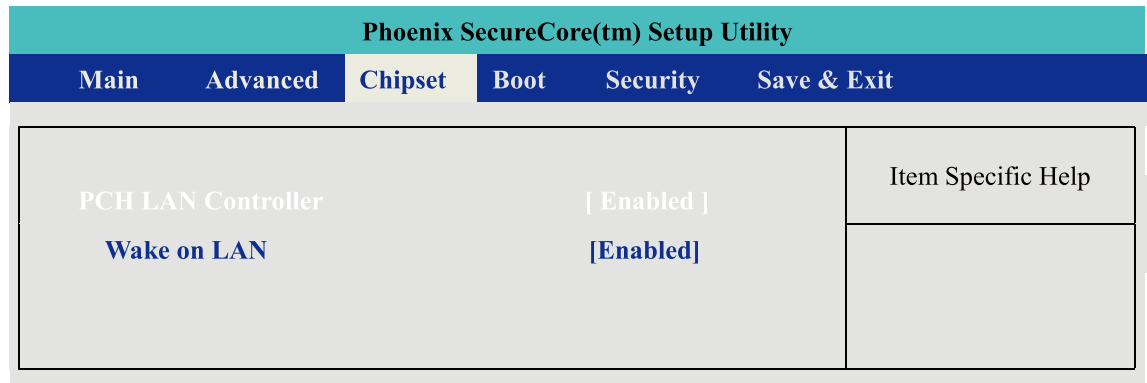 Phoenix SecureCore(tm) Setup Utility
Main Advanced Chipset Boot Security Save & Exit
Item Specific Help
PCH LAN Controller [ Enabled ]
Wake on LAN [Enabled]